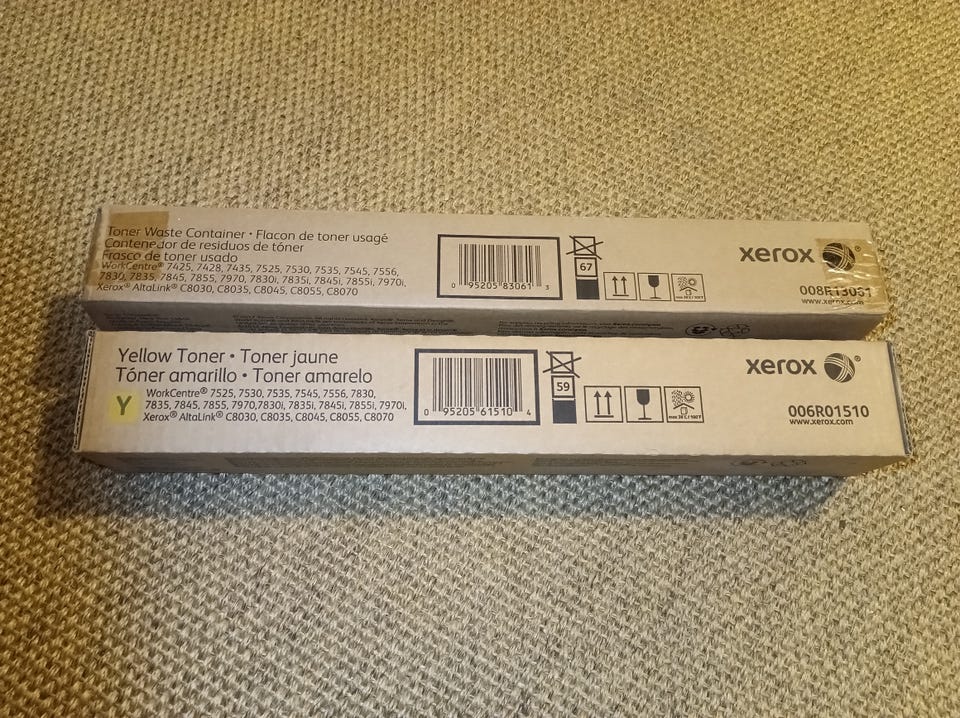 Toner Waste Container • Flacon de toner usagé
Contenedor de residuos de tóner
Frasco de toner usado
WorkCentre® 7425, 7428, 7435, 7525, 7530, 7535, 7545, 7556,
7830, 7835, 7845, 7855, 7970, 7830i, 7835i, 7845i, 7855i, 7970i,
Xerox® AltaLink® C8030, C8035, C8045, C8055, C8070
0 95205 83061 3
67
xerox ®
008R13061
www.xerox.com
Yellow Toner • Toner jaune
Tóner amarillo • Toner amarelo
Y
WorkCentre® 7525, 7530, 7535, 7545, 7556, 7830,
7835, 7845, 7855, 7970,7830i, 7835i, 7845i, 7855i, 7970i,
Xerox® AltaLink® C8030, C8035, C8045, C8055, C8070
0 95205 61510 4
59
xerox ®
006R01510
www.xerox.com